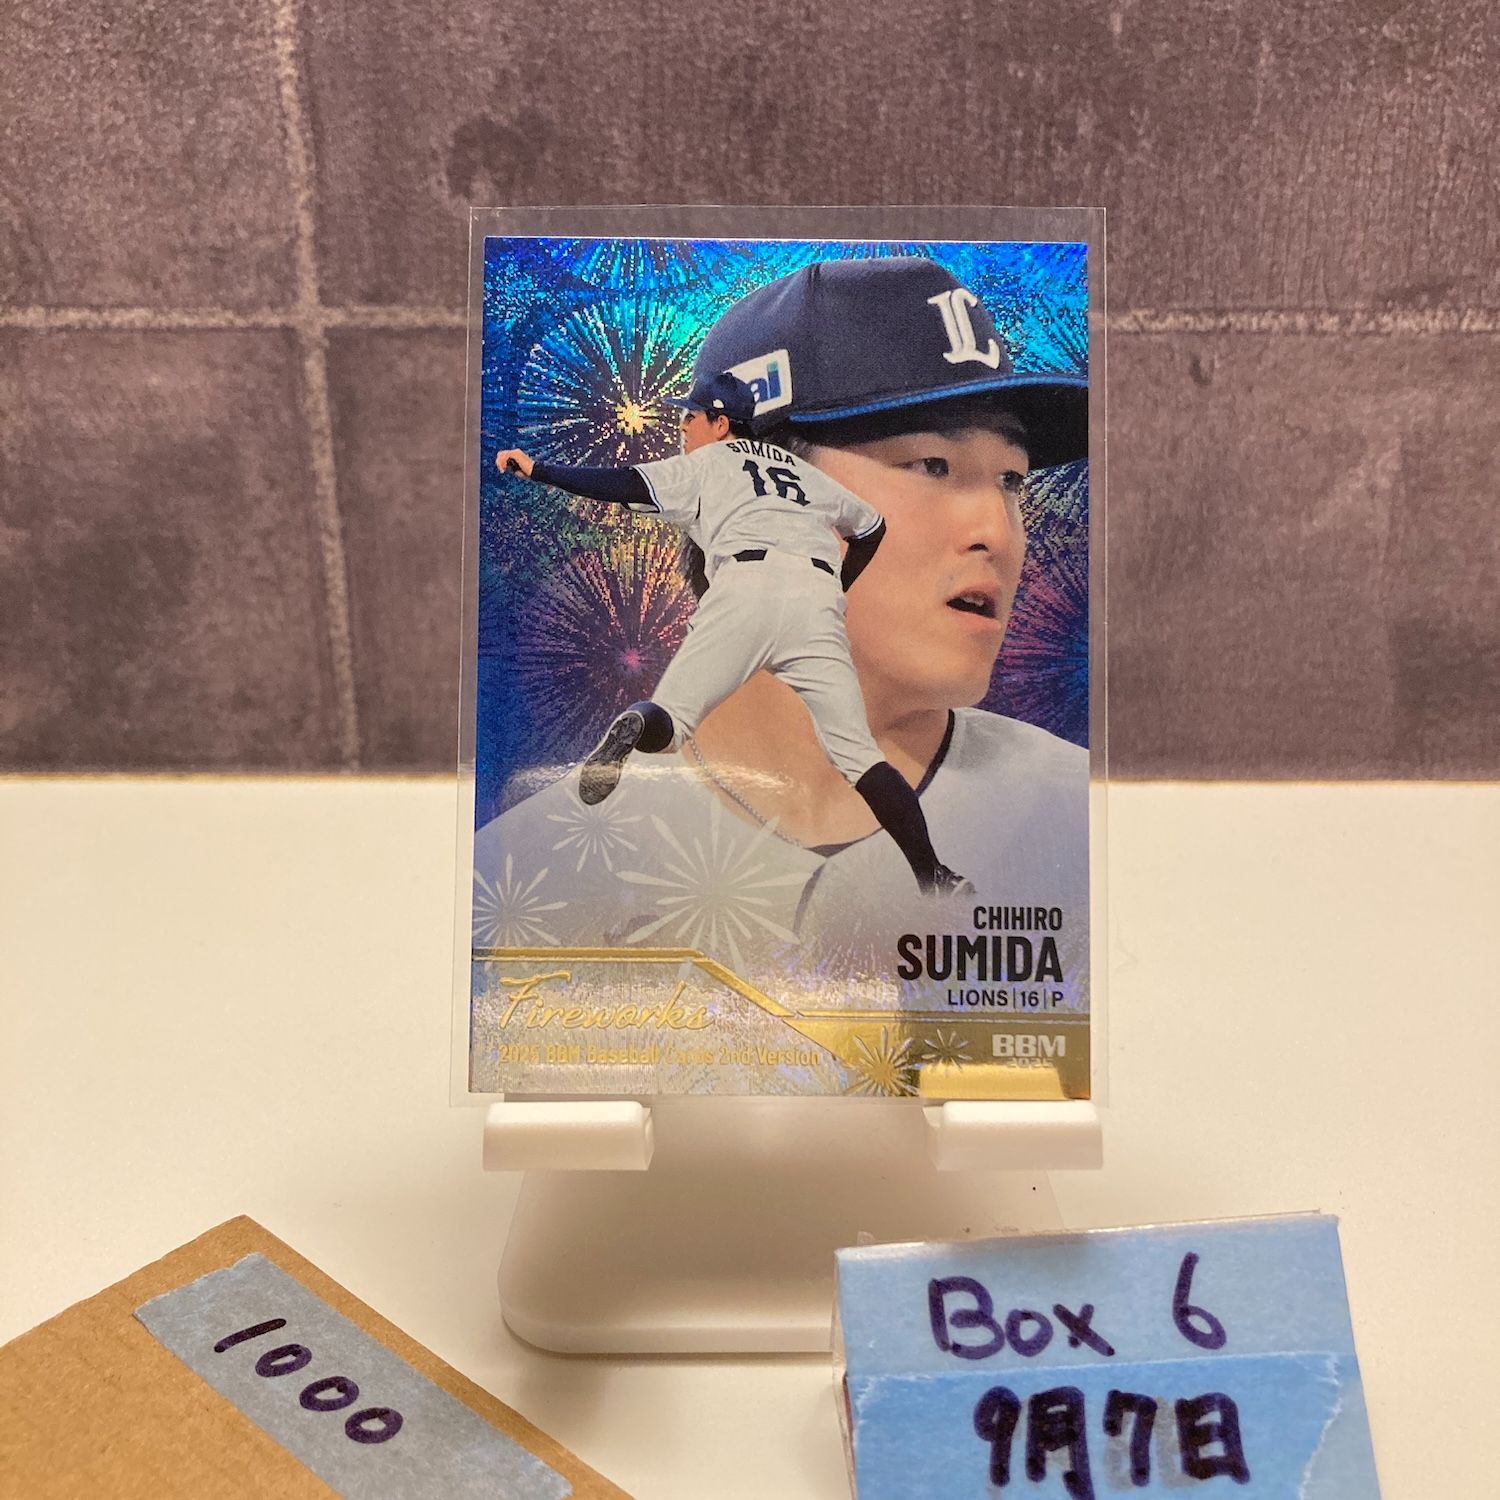 L
ai
SUMIDA
16
CHIHIRO
SUMIDA
LIONS|16|P
Fireworks
2025 BBM Baseball Cards 2nd Version
BBM
2025
1000
Box 6
9月7日